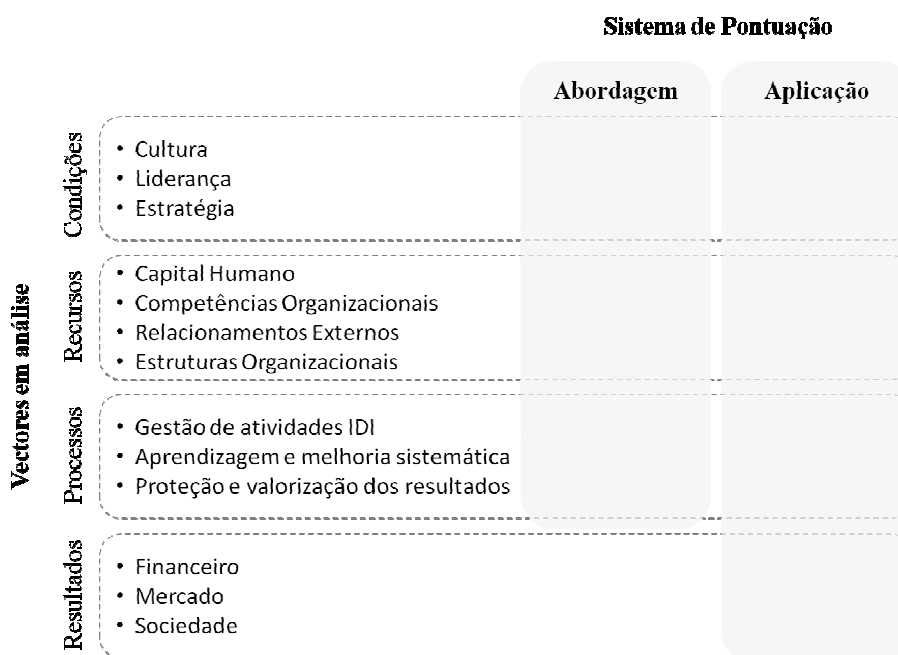 Sistema de Pontuação
Abordagem
Aplicação
Vectores em análise
Condições
• Cultura
• Liderança
• Estratégia
Recursos
• Capital Humano
• Competências Organizacionais
• Relacionamentos Externos
• Estruturas Organizacionais
Processos
• Gestão de atividades IDI
• Aprendizagem e melhoria sistemática
• Proteção e valorização dos resultados
Resultados
• Financeiro
• Mercado
• Sociedade